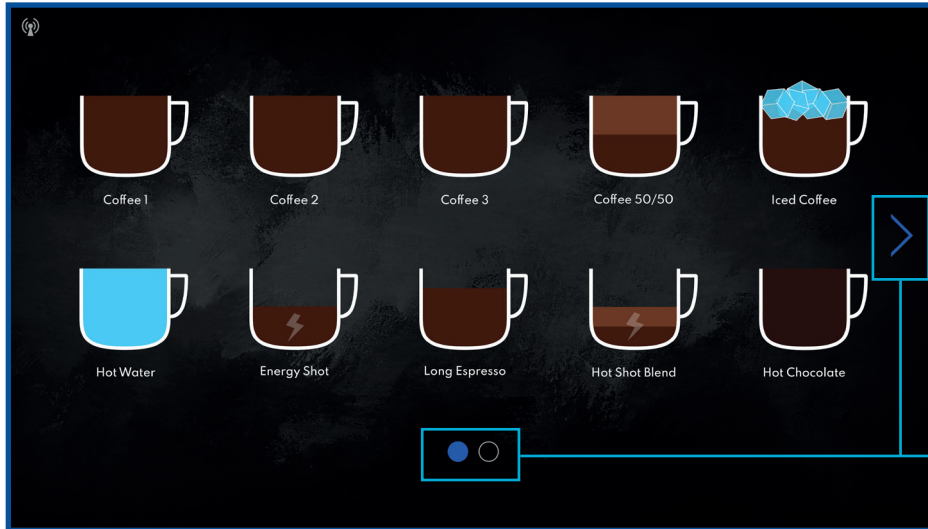 Coffee 1
Coffee 2
Coffee 3
Coffee 50/50
Iced Coffee
Hot Water
Energy Shot
Long Espresso
Hot Shot Blend
Hot Chocolate